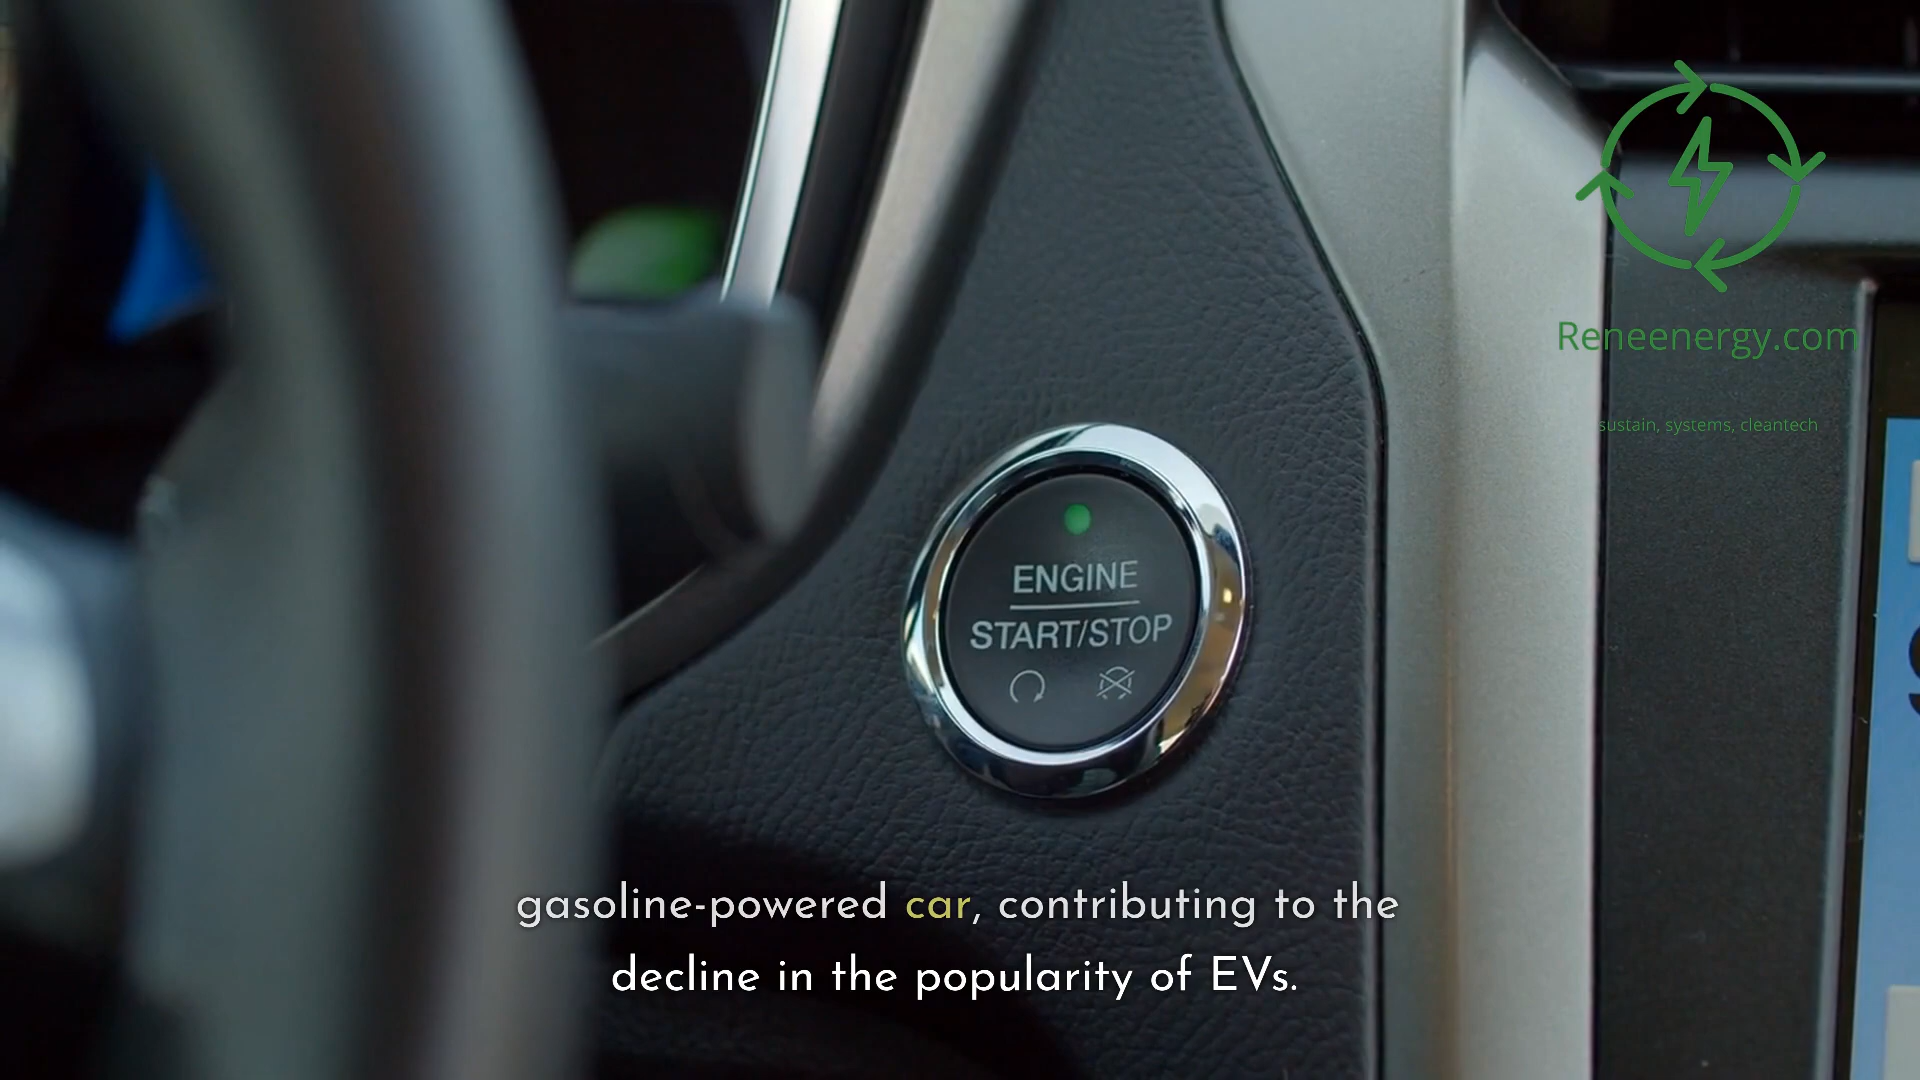 Reneenergy.com
sustain, systems, cleantech
ENGINE
START/STOP
gasoline-powered car, contributing to the
decline in the popularity of EVs.